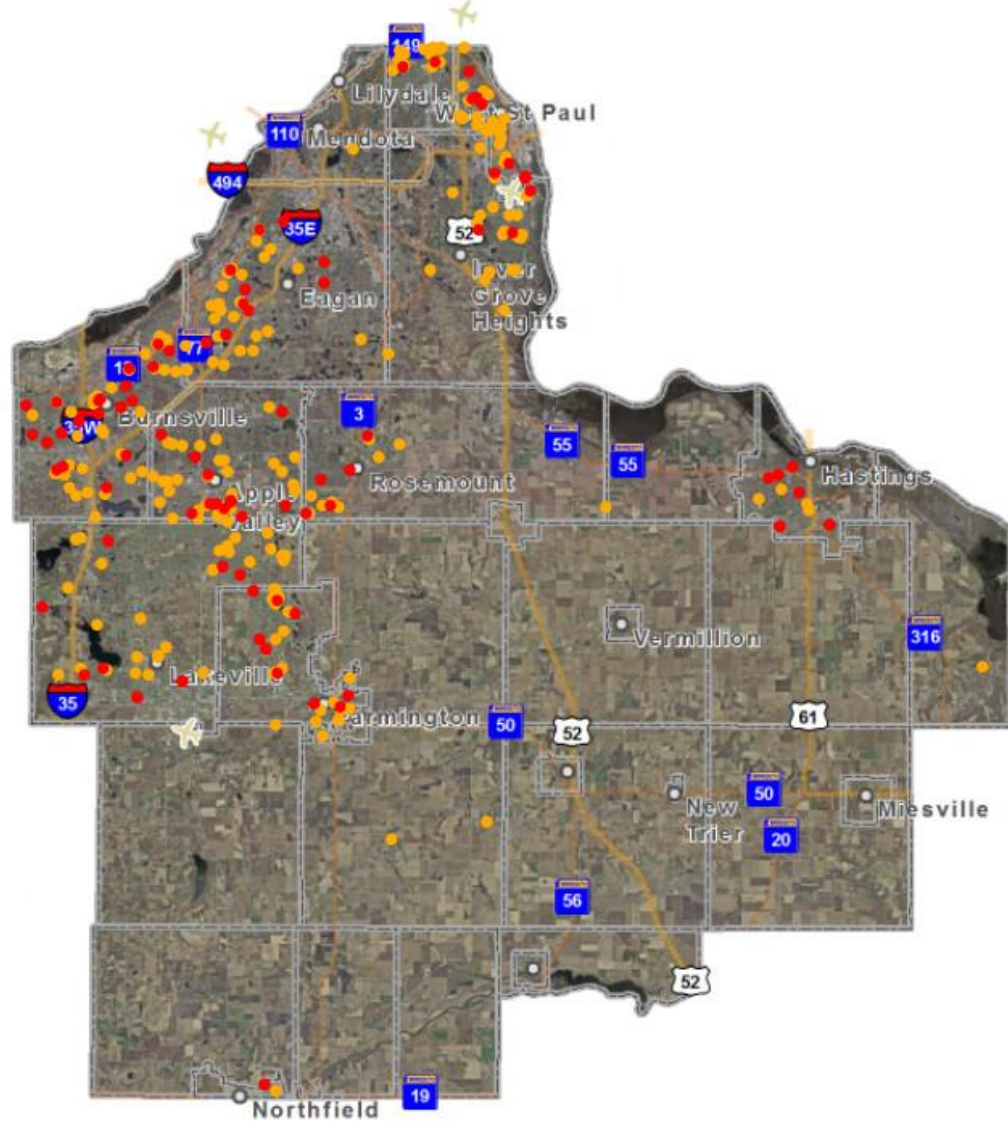 149
Lilydale
West St Paul
110
Mendota
494
35E
52
Inver
Grove
Heights
Eagan
77
13
3
Burnsville
35W
55
55
Hastings
Rosemount
Apple
Valley
Vermillion
316
Lakeville
35
Farmington
50
52
61
New
Trier
50
Miesville
20
56
52
19
Northfield